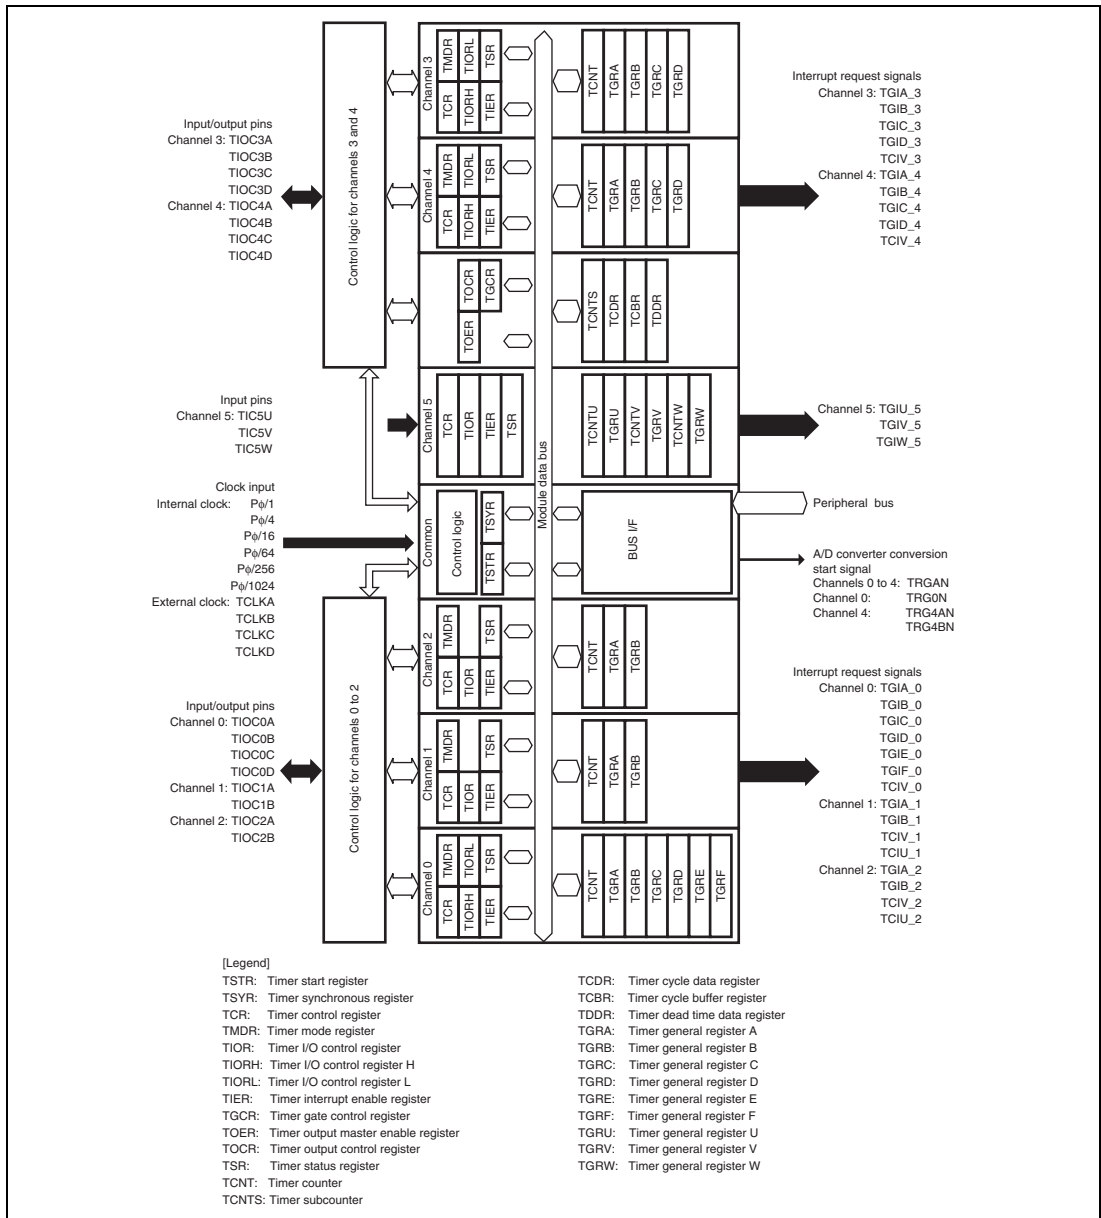 Input/output pins
Channel 3: TIOC3A
TIOC3B
TIOC3C
TIOC3D
Channel 4: TIOC4A
TIOC4B
TIOC4C
TIOC4D
Input pins
Channel 5: TIC5U
TIC5V
TIC5W
Clock input
Internal clock: Pφ/1
Pφ/4
Pφ/16
Pφ/64
Pφ/256
Pφ/1024
External clock: TCLKA
TCLKB
TCLKC
TCLKD
Input/output pins
Channel 0: TIOC0A
TIOC0B
TIOC0C
TIOC0D
Channel 1: TIOC1A
TIOC1B
Channel 2: TIOC2A
TIOC2B
Control logic for channels 3 and 4
Control logic for channels 0 to 2
Channel 3
TCR
TMDR
TIORH
TIORL
TIER
TSR
TCNT
TGRA
TGRB
TGRC
TGRD
Channel 4
TCR
TMDR
TIORH
TIORL
TIER
TSR
TCNT
TGRA
TGRB
TGRC
TGRD
TOER
TOCR
TGCR
TCNTS
TCDR
TCBR
TDDR
Channel 5
TCR
TIOR
TIER
TSR
TCNTU
TGRU
TCNTV
TGRV
TCNTW
TGRW
Common
Control logic
TSTR
TSYR
Module data bus
BUS I/F
Channel 2
TCR
TMDR
TIOR
TIER
TSR
TCNT
TGRA
TGRB
Channel 1
TCR
TMDR
TIOR
TIER
TSR
TCNT
TGRA
TGRB
Channel 0
TCR
TMDR
TIORH
TIORL
TIER
TSR
TCNT
TGRA
TGRB
TGRC
TGRD
TGRE
TGRF
Interrupt request signals
Channel 3: TGIA_3
TGIB_3
TGIC_3
TGID_3
TCIV_3
Channel 4: TGIA_4
TGIB_4
TGIC_4
TGID_4
TCIV_4
Channel 5: TGIU_5
TGIV_5
TGIW_5
Peripheral bus
A/D converter conversion
start signal
Channels 0 to 4: TRGAN
Channel 0: TRG0N
Channel 4: TRG4AN
TRG4BN
Interrupt request signals
Channel 0: TGIA_0
TGIB_0
TGIC_0
TGID_0
TGIE_0
TGIF_0
TCIV_0
Channel 1: TGIA_1
TGIB_1
TCIV_1
TCIU_1
Channel 2: TGIA_2
TGIB_2
TCIV_2
TCIU_2
[Legend]
TSTR: Timer start register
TSYR: Timer synchronous register
TCR: Timer control register
TMDR: Timer mode register
TIOR: Timer I/O control register
TIORH: Timer I/O control register H
TIORL: Timer I/O control register L
TIER: Timer interrupt enable register
TGCR: Timer gate control register
TOER: Timer output master enable register
TOCR: Timer output control register
TSR: Timer status register
TCNT: Timer counter
TCNTS: Timer subcounter
TCDR: Timer cycle data register
TCBR: Timer cycle buffer register
TDDR: Timer dead time data register
TGRA: Timer general register A
TGRB: Timer general register B
TGRC: Timer general register C
TGRD: Timer general register D
TGRE: Timer general register E
TGRF: Timer general register F
TGRU: Timer general register U
TGRV: Timer general register V
TGRW: Timer general register W